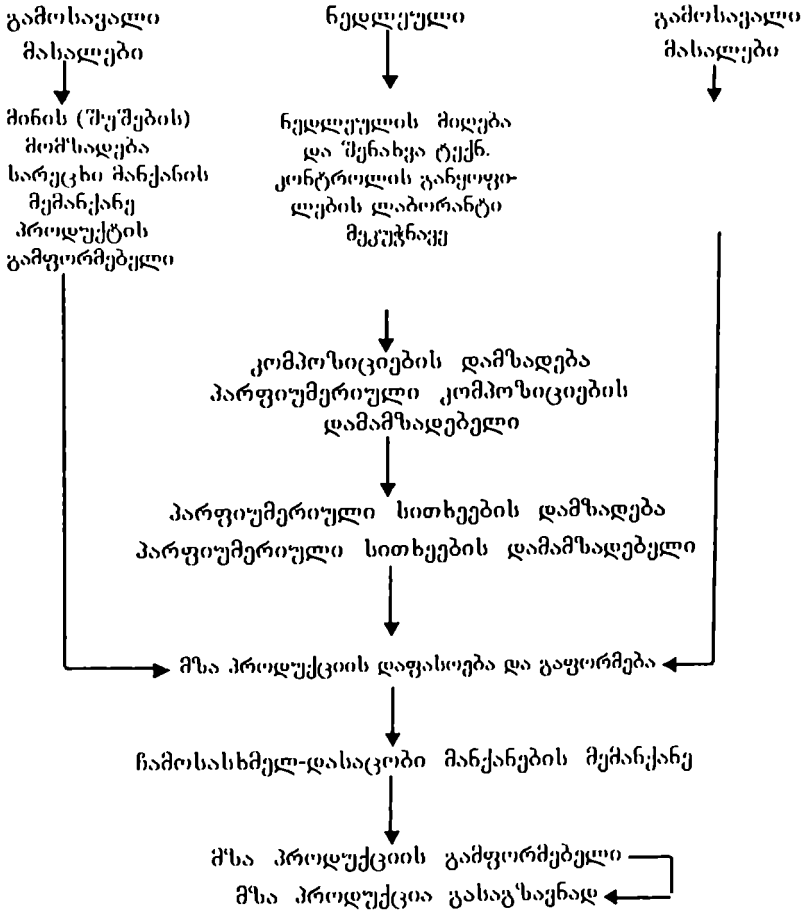 გამოსავალი
მასალები
მინის (შუშების)
მომზადება
სარეცხი მანქანის
მემანქანე
პროდუქტის
გამფორმებელი
ნედლეული
ნედლეულის მიღება
და შენახვა ტექნ.
კონტროლის განყოფი-
ლების ლაბორანტი
მეკუჭნავე
გამოსავალი
მასალები
კომპოზიციების დამზადება
პარფიუმერიული კომპოზიციების
დამამზადებელი
პარფიუმერიული სითხეების დამზადება
პარფიუმერიული სითხეების დამამზადებელი
მზა პროდუქციის დაფასოება და გაფორმება
ჩამოსასხმელ-დასაცობი მანქანების მემანქანე
მზა პროდუქციის გამფორმებელი
მზა პროდუქცია გასაგზავნად